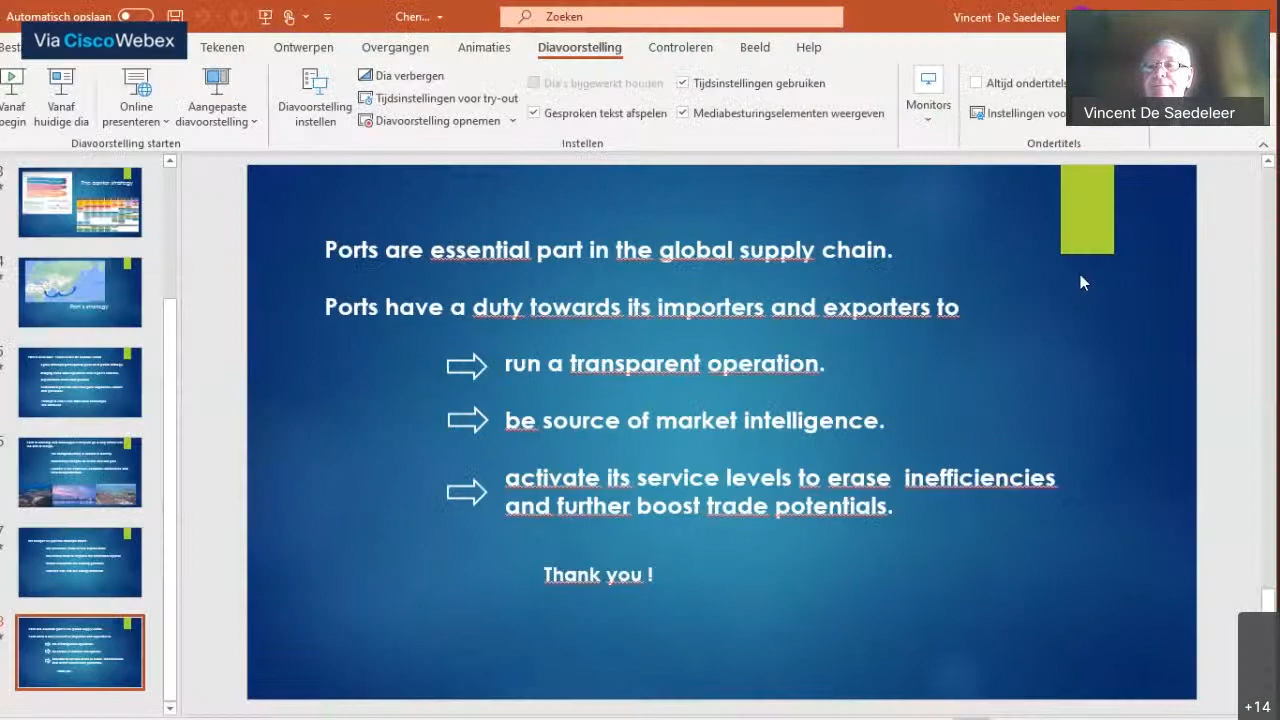 Automatisch opslaan
Chen...
Zoeken
Vincent De Saedeleer
Via CiscoWebex
Tekenen
Ontwerpen
Overgangen
Animaties
Diavoorstelling
Controleren
Beeld
Help
Vanaf begin
Vanaf huidige dia
Online presenteren
Aangepaste diavoorstelling
Diavoorstelling starten
Diavoorstelling instellen
Dia verbergen
Tijdsinstellingen voor try-out
Diavoorstelling opnemen
Dia's bijgewerkt houden
Tijdsinstellingen gebruiken
Gesproken tekst afspelen
Mediabesturingselementen weergeven
Instellen
Monitors
Altijd ondertitels
Instellingen voo
Ondertitels
Vincent De Saedeleer
Ports are essential part in the global supply chain.
Ports have a duty towards its importers and exporters to
run a transparent operation.
be source of market intelligence.
activate its service levels to erase inefficiencies
and further boost trade potentials.
Thank you !
+14